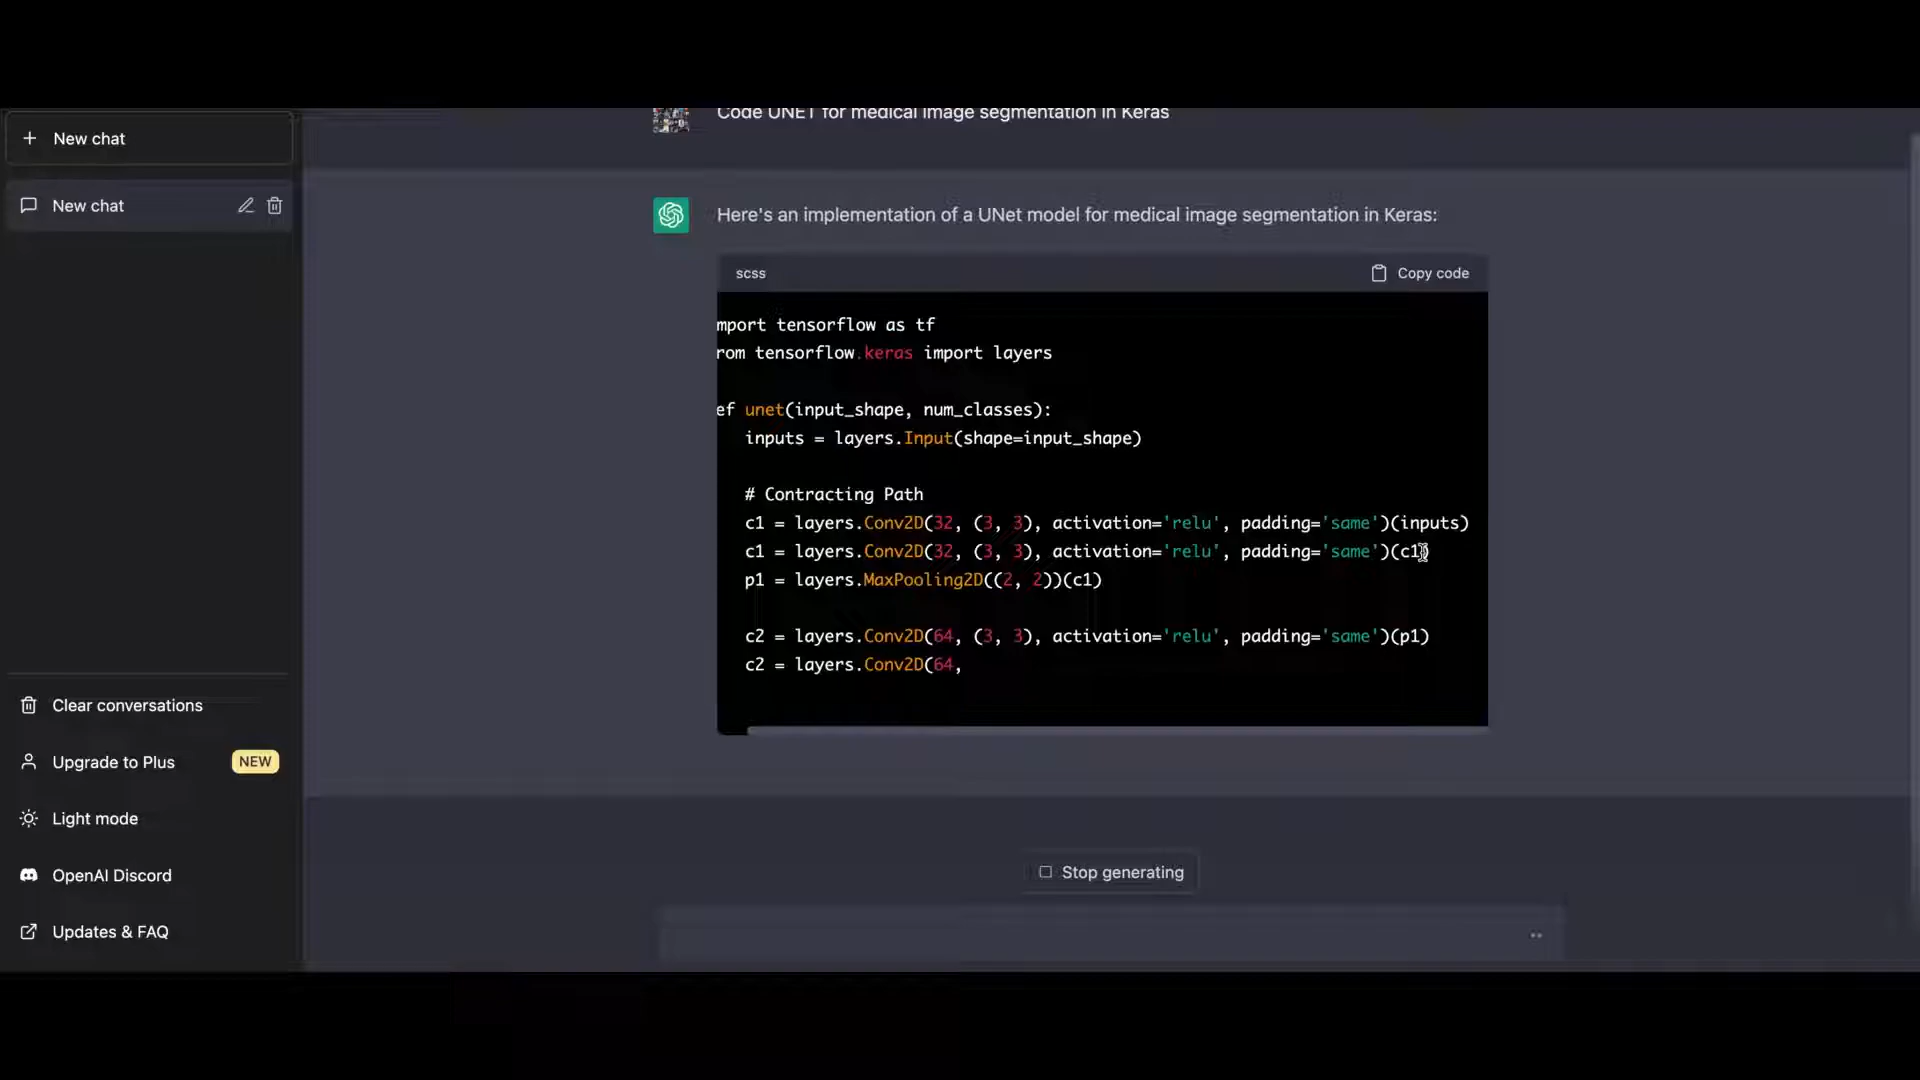 New chat
New chat
Clear conversations
Upgrade to Plus
NEW
Light mode
OpenAI Discord
Updates & FAQ
Code UNET for medical image segmentation in Keras
Here's an implementation of a UNet model for medical image segmentation in Keras:
scss
Copy code
mport tensorflow as tf
rom tensorflow.keras import layers
ef unet(input_shape, num_classes):
inputs = layers.Input(shape=input_shape)
# Contracting Path
c1 = layers.Conv2D(32, (3, 3), activation='relu', padding='same')(inputs)
c1 = layers.Conv2D(32, (3, 3), activation='relu', padding='same')(c1)
p1 = layers.MaxPooling2D((2, 2))(c1)
c2 = layers.Conv2D(64, (3, 3), activation='relu', padding='same')(p1)
c2 = layers.Conv2D(64,
Stop generating